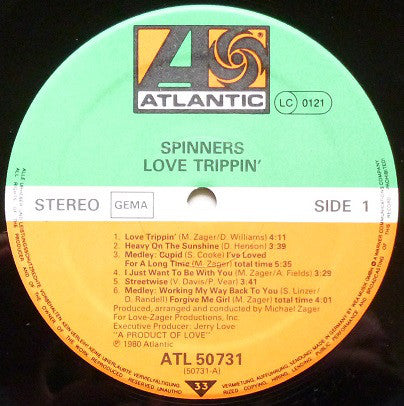 ATLANTIC
LC 0121
SPINNERS
LOVE TRIPPIN'
STEREO GEMA SIDE 1
1. Love Trippin' (M. Zager/D. Williams) 4:11
2. Heavy On The Sunshine (D. Henson) 3:39
3. Medley: Cupid (S. Cooke) I've Loved
For A Long Time (M. Zager) total time 5:35
4. I Just Want To Be With You (M. Zager/A. Fields) 3:29
5. Streetwise (V. Davis/P. Vear) 3:31
6. Medley: Working My Way Back To You (S. Linzer/
D. Randell) Forgive Me Girl (M. Zager) total time 4:01
Produced, arranged and conducted by Michael Zager
For Love-Zager Productions, Inc.
Executive Producer: Jerry Love
"A PRODUCT OF LOVE"
℗ 1980 Atlantic
ATL 50731
(50731-A)
33